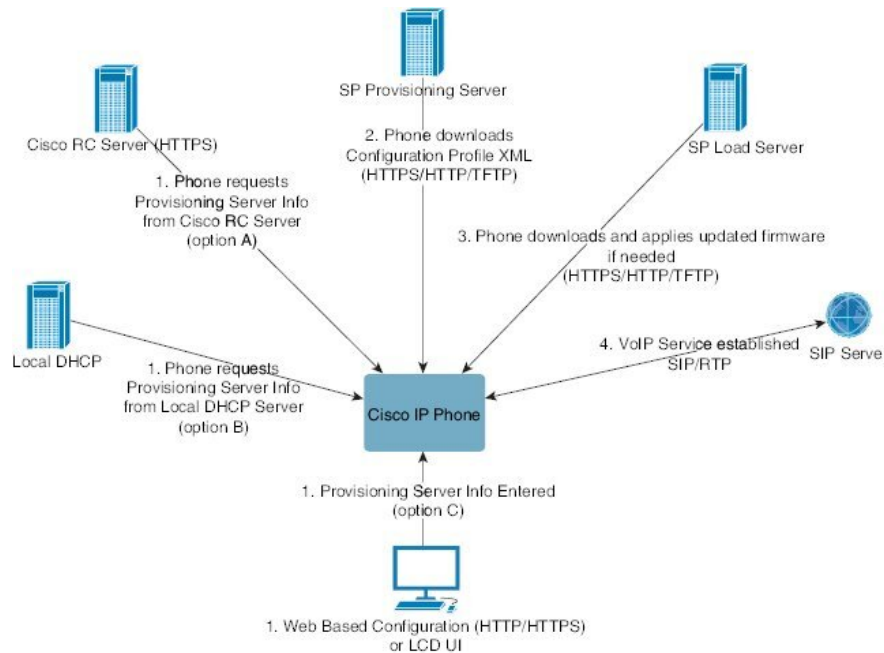 SP Provisioning Server
Cisco RC Server (HTTPS)
SP Load Server
2. Phone downloads
Configuration Profile XML
(HTTPS/HTTP/TFTP)
1. Phone requests
Provisioning Server Info
from Cisco RC Server
(option A)
3. Phone downloads and applies updated firmware
if needed
(HTTPS/HTTP/TFTP)
Local DHCP
1. Phone requests
Provisioning Server Info
from Local DHCP Server
(option B)
4. VoIP Service established
SIP/RTP
SIP Serve
Cisco IP Phone
1. Provisioning Server Info Entered
(option C)
1. Web Based Configuration (HTTP/HTTPS)
or LCD UI